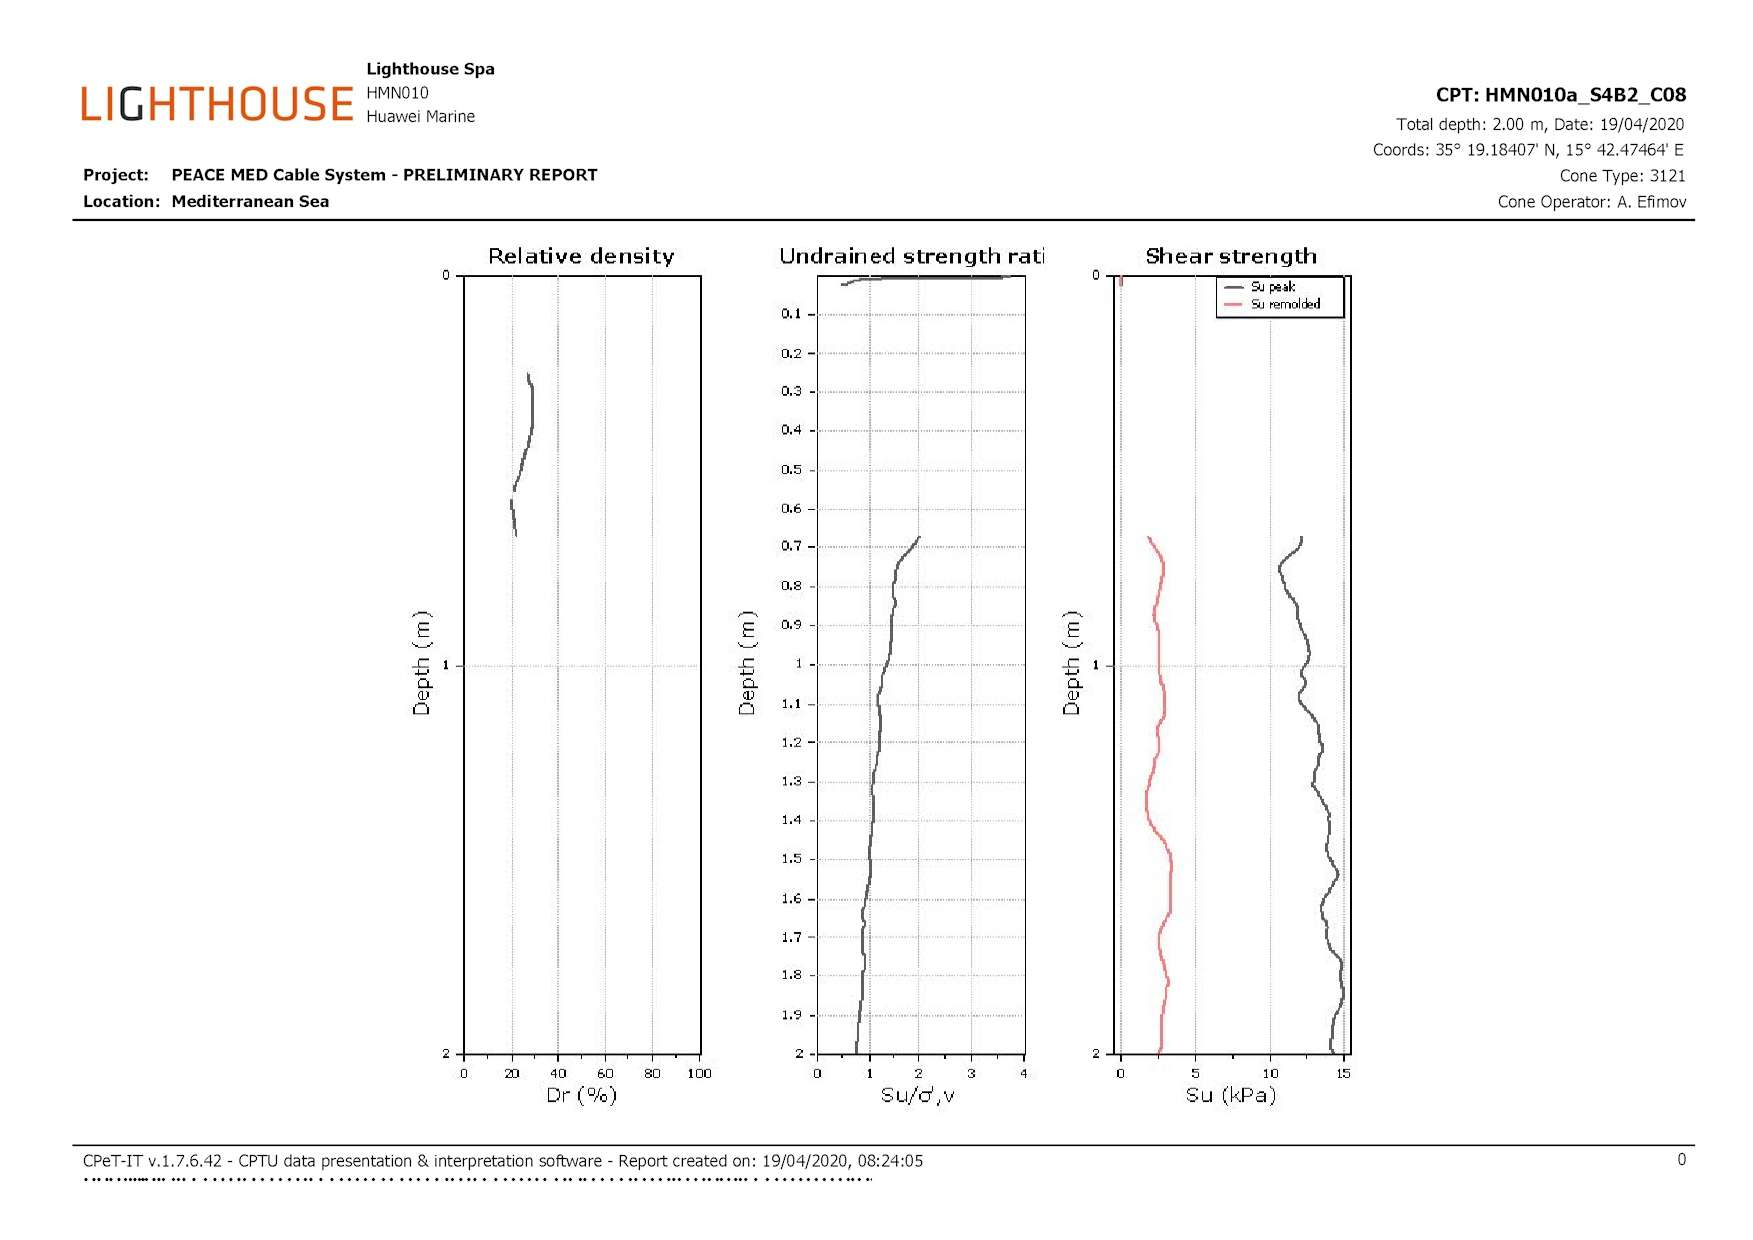 LIGHTHOUSE
Lighthouse Spa
HMN010
Huawei Marine
CPT: HMN010a_S4B2_C08
Total depth: 2.00 m, Date: 19/04/2020
Coords: 35° 19.18407' N, 15° 42.47464' E
Cone Type: 3121
Cone Operator: A. Efimov
Project: PEACE MED Cable System - PRELIMINARY REPORT
Location: Mediterranean Sea
Relative density
0
1
2
Depth (m)
0 20 40 60 80 100
Dr (%)
Undrained strength rati
0.1
0.2
0.3
0.4
0.5
0.6
0.7
0.8
0.9
1
1.1
1.2
1.3
1.4
1.5
1.6
1.7
1.8
1.9
2
Depth (m)
0 1 2 3 4
Su/σ',v
Shear strength
Su peak
Su remolded
0
1
2
Depth (m)
0 5 10 15
Su (kPa)
CPeT-IT v.1.7.6.42 - CPTU data presentation & interpretation software - Report created on: 19/04/2020, 08:24:05
0